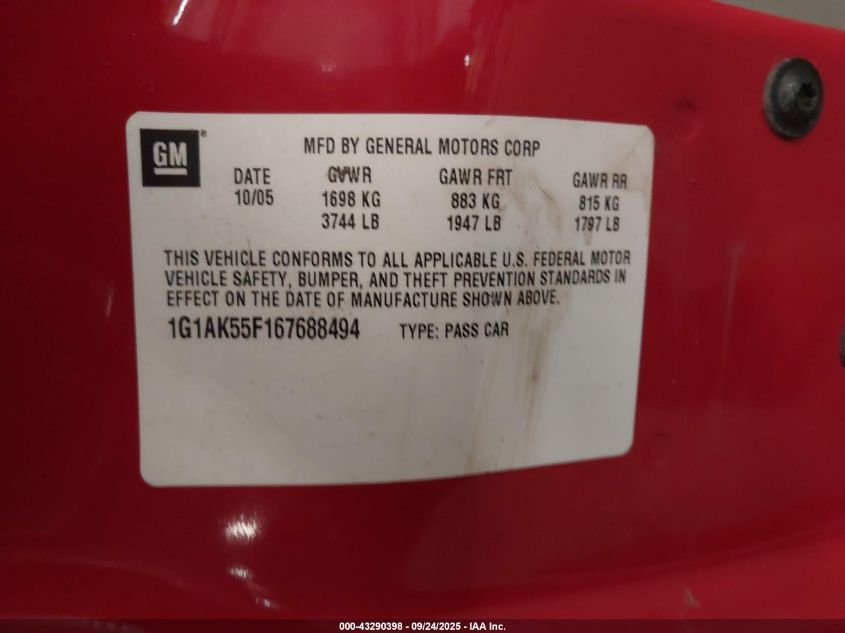 GM*
MFD BY GENERAL MOTORS CORP
DATE GVWR GAWR FRT GAWR RR
10/05 1698 KG 883 KG 815 KG
3744 LB 1947 LB 1797 LB
THIS VEHICLE CONFORMS TO ALL APPLICABLE U.S. FEDERAL MOTOR
VEHICLE SAFETY, BUMPER, AND THEFT PREVENTION STANDARDS IN
EFFECT ON THE DATE OF MANUFACTURE SHOWN ABOVE.
1G1AK55F167688494 TYPE: PASS CAR
000-43290398 - 09/24/2025 - IAA Inc.